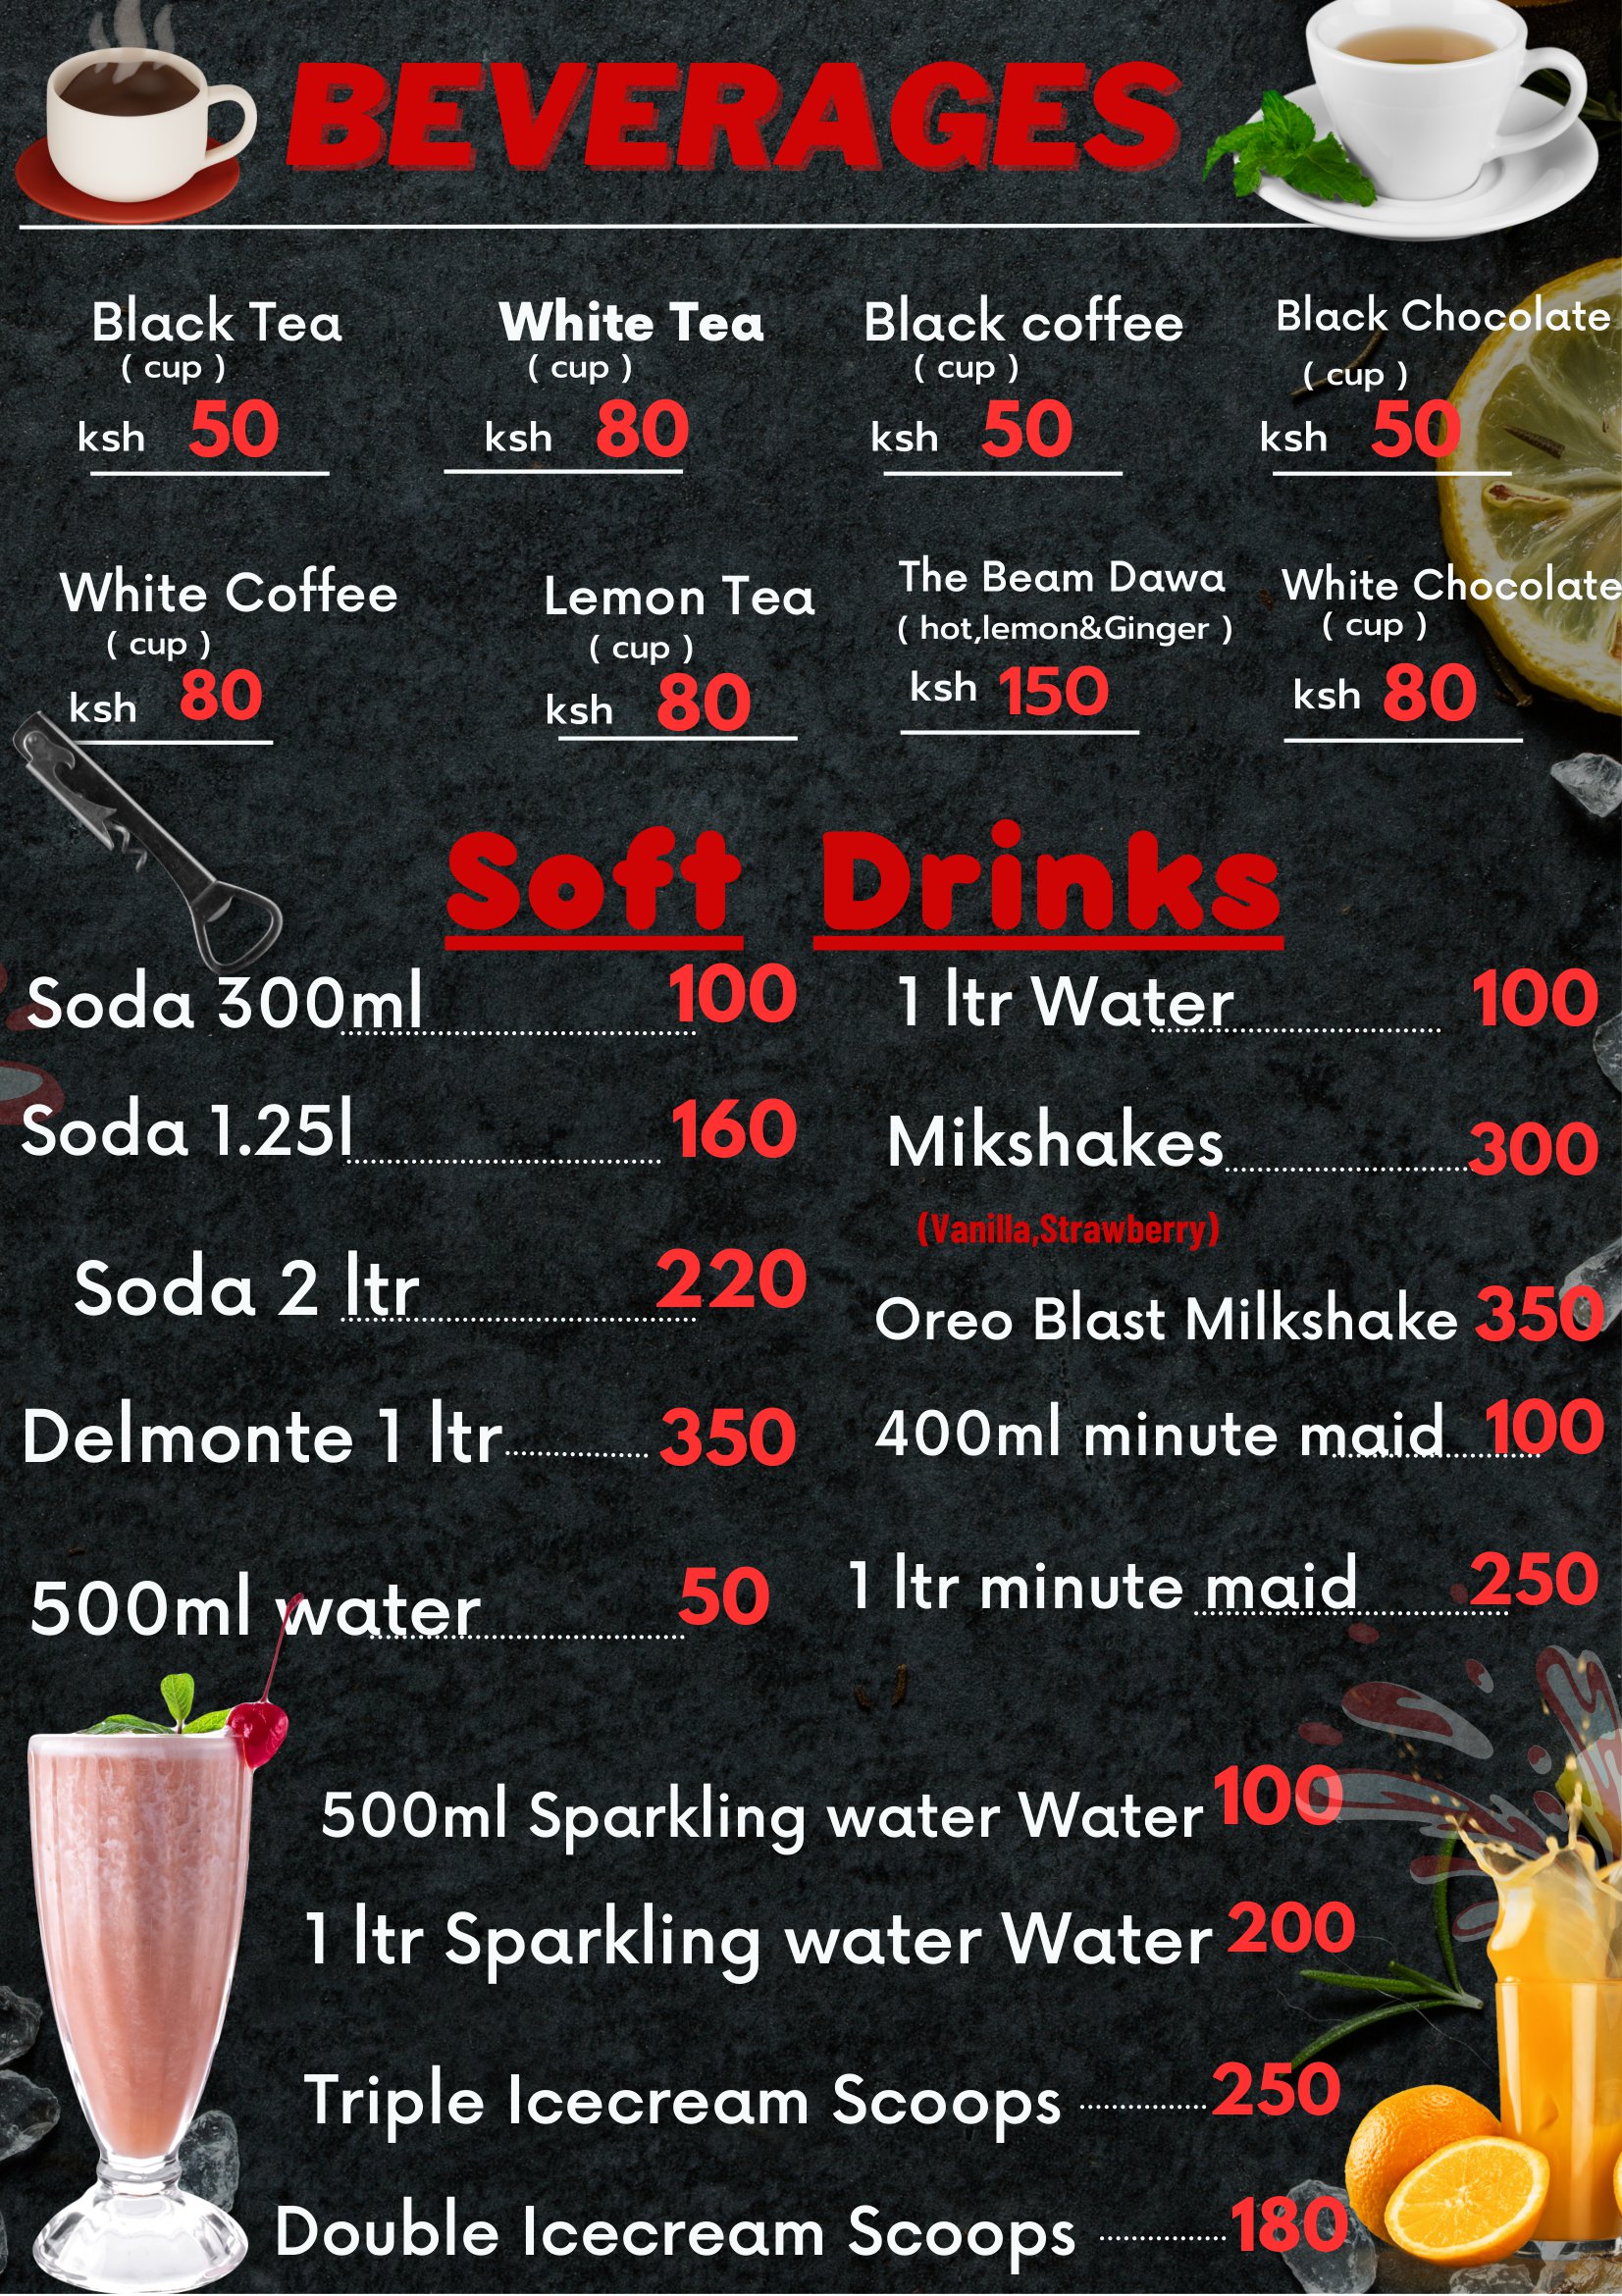 BEVERAGES
Black Tea
( cup )
ksh 50
White Tea
( cup )
ksh 80
Black coffee
( cup )
ksh 50
Black Chocolate
( cup )
ksh 50
White Coffee
( cup )
ksh 80
Lemon Tea
( cup )
ksh 80
The Beam Dawa
( hot,lemon&Ginger )
ksh 150
White Chocolate
( cup )
ksh 80
Soft Drinks
Soda 300ml 100
Soda 1.25l 160
Soda 2 ltr 220
Delmonte 1 ltr 350
500ml water 50
1 ltr Water 100
Mikshakes 300
(Vanilla,Strawberry)
Oreo Blast Milkshake 350
400ml minute maid 100
1 ltr minute maid 250
500ml Sparkling water Water 100
1 ltr Sparkling water Water 200
Triple Icecream Scoops 250
Double Icecream Scoops 180